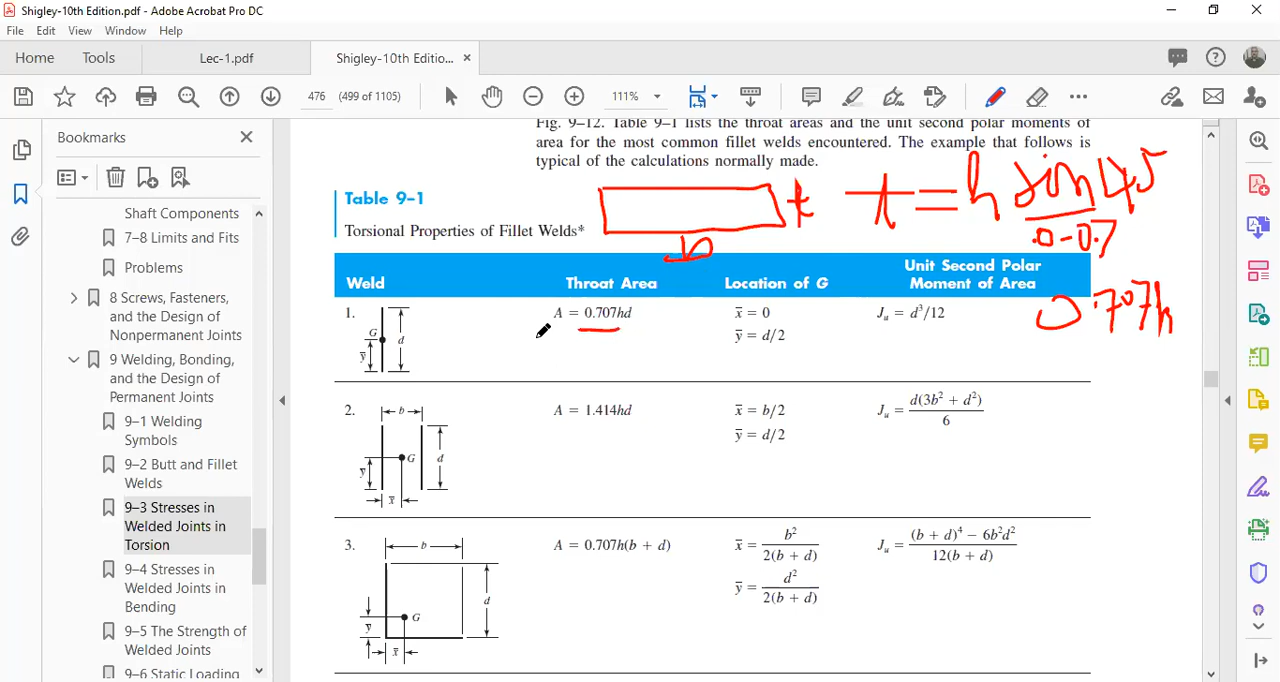 Shigley-10th Edition.pdf - Adobe Acrobat Pro DC
File Edit View Window Help
Home Tools Lec-1.pdf Shigley-10th Editio... ×
476 (499 of 1105) 111%
Bookmarks
Shaft Components
7–8 Limits and Fits
Problems
8 Screws, Fasteners,
and the Design of
Nonpermanent Joints
9 Welding, Bonding,
and the Design of
Permanent Joints
9–1 Welding
Symbols
9–2 Butt and Fillet
Welds
9–3 Stresses in
Welded Joints in
Torsion
9–4 Stresses in
Welded Joints in
Bending
9–5 The Strength of
Welded Joints
9–6 Static Loading
Fig. 9–12. Table 9–1 lists the throat areas and the unit second polar moments of
area for the most common fillet welds encountered. The example that follows is
typical of the calculations normally made.
t = h sin 45
t
b
0.707h
Table 9–1
Torsional Properties of Fillet Welds*
Weld Throat Area Location of G Unit Second Polar
Moment of Area
1. G d y̅ A = 0.707hd x̅ = 0 J_u = d³/12
y̅ = d/2
2. b G d y̅ x̅ A = 1.414hd x̅ = b/2 J_u = d(3b² + d²)/6
y̅ = d/2
3. b G d y̅ x̅ A = 0.707h(b + d) x̅ = b²/2(b + d) J_u = (b + d)⁴ − 6b²d²/12(b + d)
y̅ = d²/2(b + d)